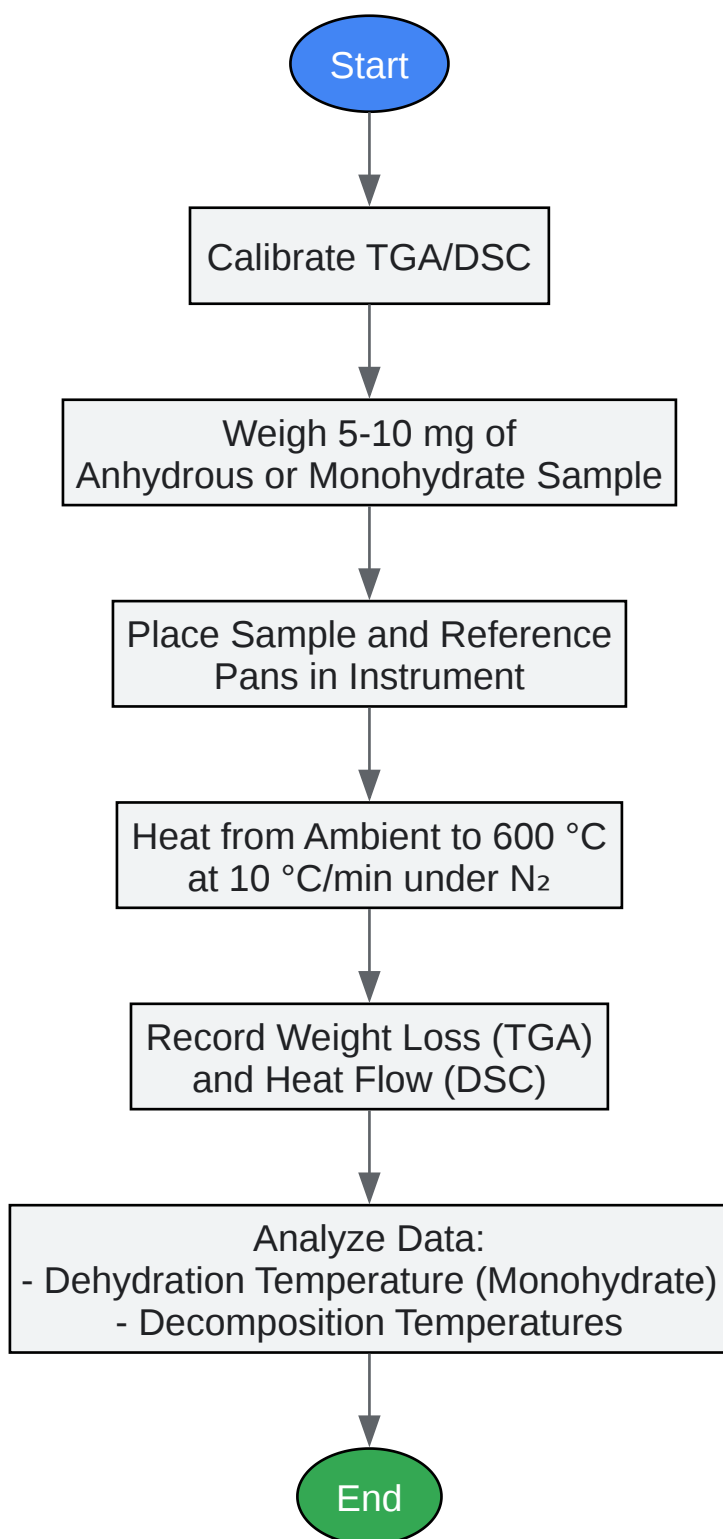 Start
Calibrate TGA/DSC
Weigh 5-10 mg of
Anhydrous or Monohydrate Sample
Place Sample and Reference
Pans in Instrument
Heat from Ambient to 600 °C
at 10 °C/min under N₂
Record Weight Loss (TGA)
and Heat Flow (DSC)
Analyze Data:
- Dehydration Temperature (Monohydrate)
- Decomposition Temperatures
End